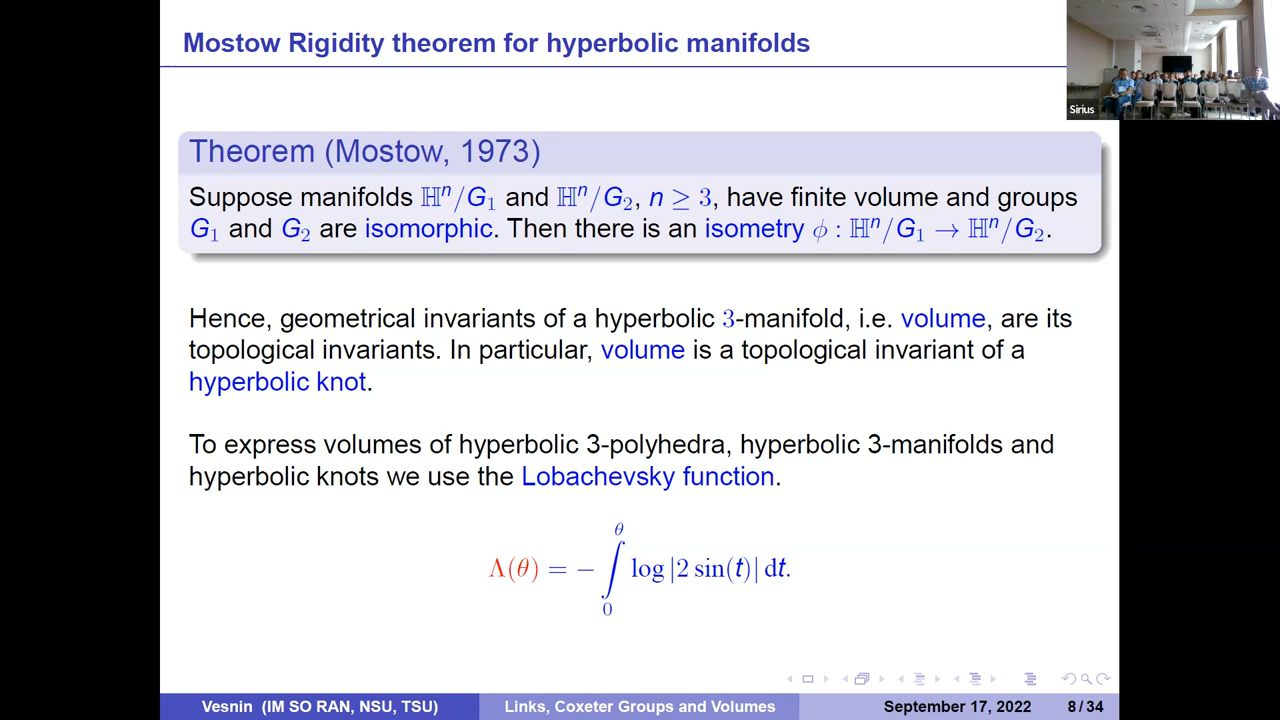 Mostow Rigidity theorem for hyperbolic manifolds
Sirius
Theorem (Mostow, 1973)
Suppose manifolds ℍⁿ/G₁ and ℍⁿ/G₂, n ≥ 3, have finite volume and groups
G₁ and G₂ are isomorphic. Then there is an isometry ϕ : ℍⁿ/G₁ → ℍⁿ/G₂.
Hence, geometrical invariants of a hyperbolic 3-manifold, i.e. volume, are its
topological invariants. In particular, volume is a topological invariant of a
hyperbolic knot.
To express volumes of hyperbolic 3-polyhedra, hyperbolic 3-manifolds and
hyperbolic knots we use the Lobachevsky function.
Λ(θ) = − ∫₀^θ log |2 sin(t)| dt.
Vesnin (IM SO RAN, NSU, TSU) Links, Coxeter Groups and Volumes September 17, 2022 8 / 34